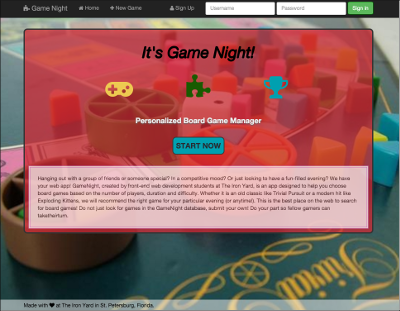 Game Night Home New Game Sign Up Username Password Sign in
It's Game Night!
Personalized Board Game Manager
START NOW
Hanging out with a group of friends or someone special? In a competitive mood? Or just looking to have a fun filled evening? We have
your web app! GameNight, created by front-end web development students at The Iron Yard, is an app designed to help you choose
board games based on the number of players, duration and difficulty. Whether it is an old classic like Trivial Pursuit or a modern hit like
Exploding Kittens, we will recommend the right game for your particular evening (or anytime!). This is the best place on the web to search
for board games! Do not just look for games in the GameNight database, submit your own! Do your part so fellow gamers can
taketheirturn.
Trivial
Made with at The Iron Yard in St. Petersburg, Florida.